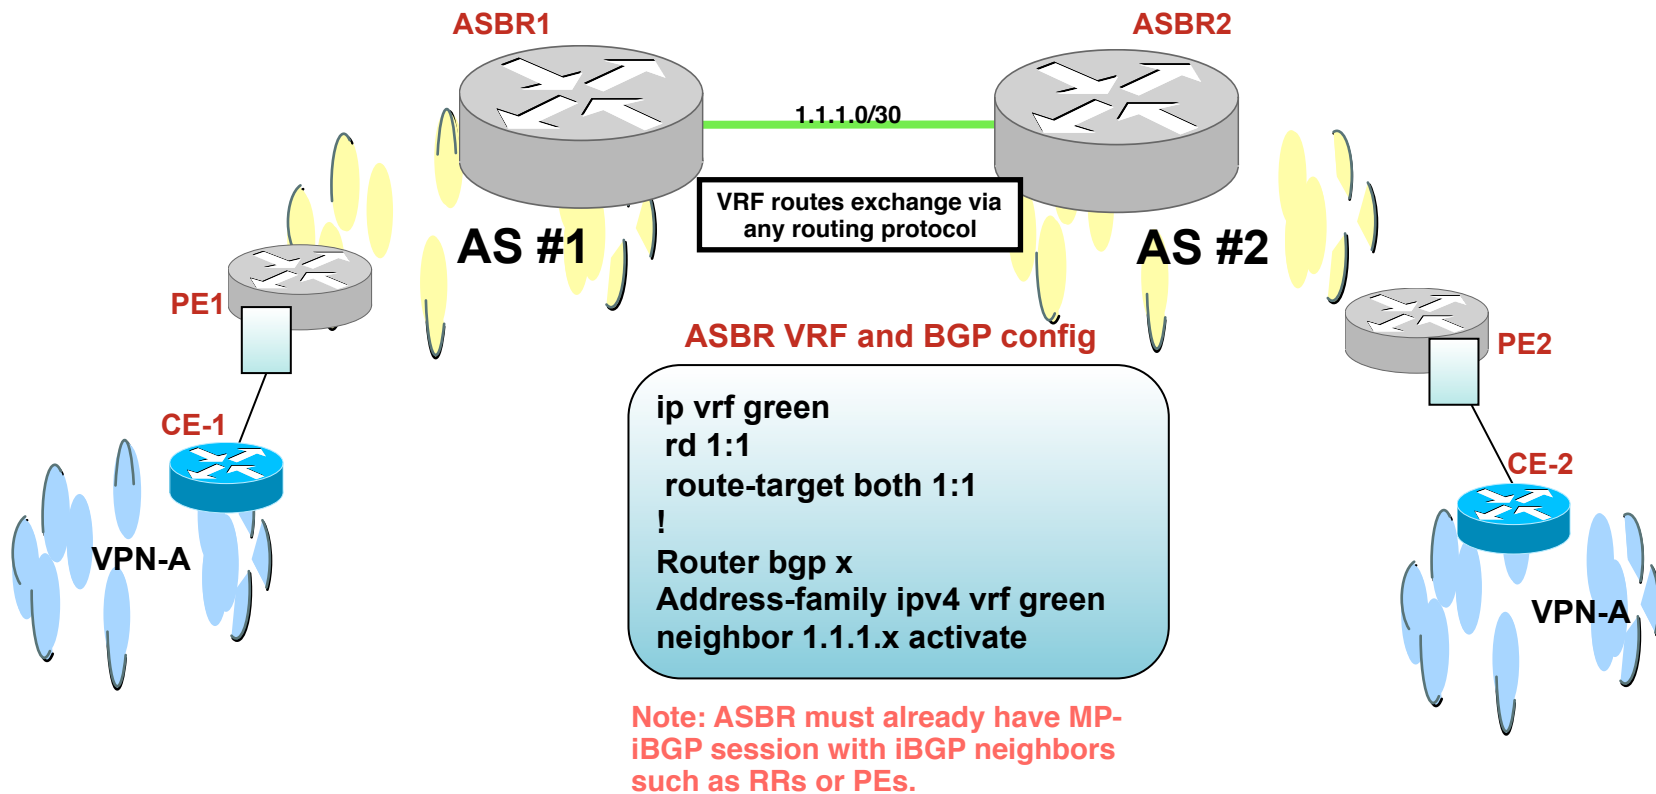 ASBR1
ASBR2
1.1.1.0/30
VRF routes exchange via
any routing protocol
AS #1
AS #2
PE1
PE2
ASBR VRF and BGP config
ip vrf green
rd 1:1
route-target both 1:1
!
Router bgp x
Address-family ipv4 vrf green
neighbor 1.1.1.x activate
CE-1
CE-2
VPN-A
VPN-A
Note: ASBR must already have MP-
iBGP session with iBGP neighbors
such as RRs or PEs.